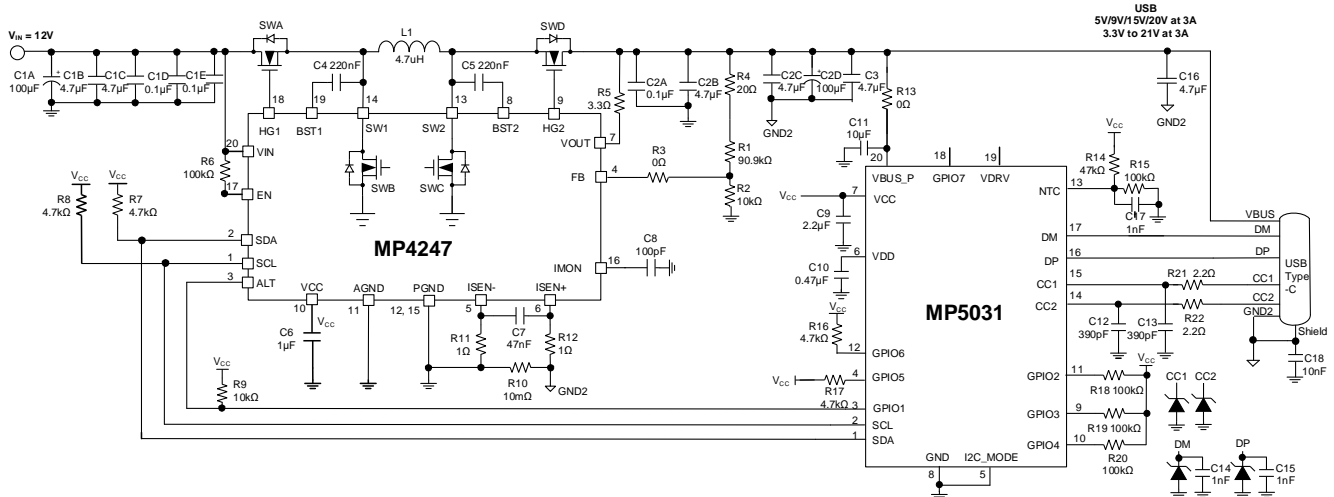 USB
5V/9V/15V/20V at 3A
3.3V to 21V at 3A
VIN = 12V
SWA
L1
4.7uH
SWD
C1A
100µF
C1B
4.7µF
C1C
4.7µF
C1D
0.1µF
C1E
0.1µF
C4 220nF
C5 220nF
R5
3.3Ω
C2A
0.1µF
C2B
4.7µF
R4
20Ω
C2C
4.7µF
C2D
100µF
C3
4.7µF
R13
0Ω
C16
4.7µF
GND2
GND2
18
19
14
13
8
9
HG1
BST1
SW1
SW2
BST2
HG2
20
VIN
R6
100kΩ
17
EN
SWB
SWC
VOUT
7
FB
4
R3
0Ω
R1
90.9kΩ
R2
10kΩ
C11
10µF
VCC
R8
4.7kΩ
VCC
R7
4.7kΩ
2
SDA
1
SCL
3
ALT
MP4247
IMON
16
C8
100pF
VCC
10
AGND
11
PGND
12, 15
ISEN-
5
ISEN+
6
C6
1µF
VCC
C7
47nF
R11
1Ω
R12
1Ω
R10
10mΩ
GND2
VCC
R9
10kΩ
20
18
19
VBUS_P
GPIO7
VDRV
VCC
7
VCC
C9
2.2µF
6
VDD
C10
0.47µF
VCC
R16
4.7kΩ
12
GPIO6
VCC
4
GPIO5
R17
4.7kΩ
3
GPIO1
2
SCL
1
SDA
MP5031
GND
8
I2C_MODE
5
NTC
13
VCC
R14
47kΩ
R15
100kΩ
C17
1nF
DM
17
DP
16
CC1
15
CC2
14
R21 2.2Ω
R22
2.2Ω
C12
390pF
C13
390pF
VBUS
DM
DP
CC1
CC2
GND2
USB
Type
-C
Shield
C18
10nF
GPIO2
11
R18 100kΩ
VCC
GPIO3
9
R19 100kΩ
GPIO4
10
R20
100kΩ
CC1
CC2
DM
C14
1nF
DP
C15
1nF